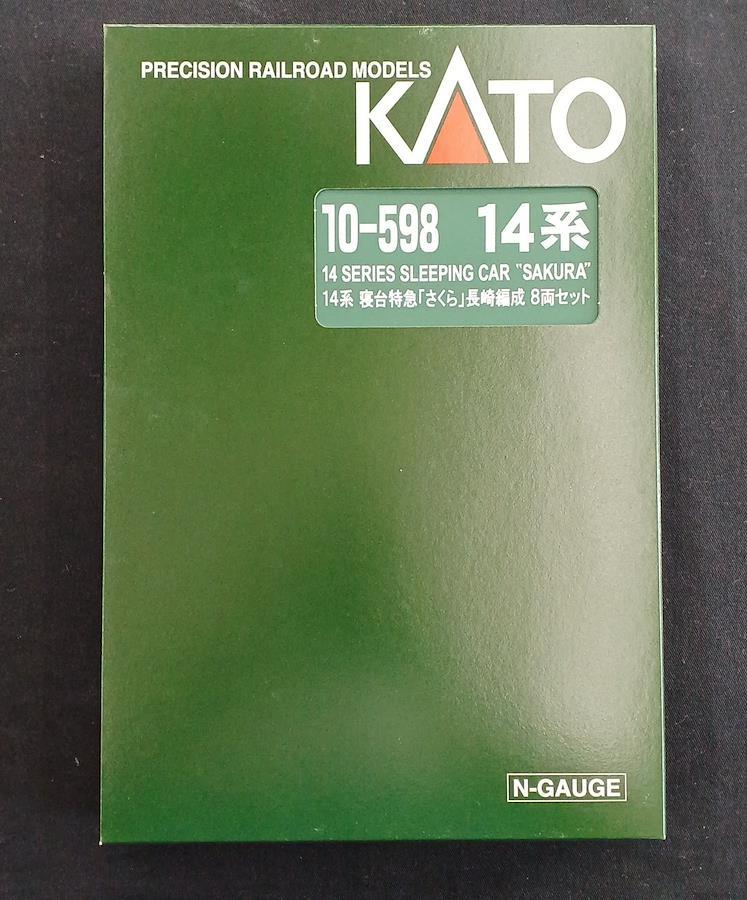 PRECISION RAILROAD MODELS
KATO
10-598 14系
14 SERIES SLEEPING CAR "SAKURA"
14系 寝台特急「さくら」長崎編成 8両セット
N-GAUGE